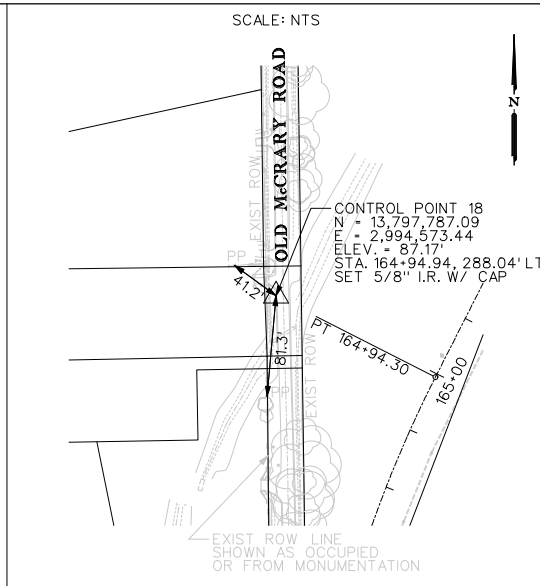 SCALE: NTS
N
OLD McCRARY ROAD
EXIST ROW
PP
CONTROL POINT 18
N = 13,797,787.09
E = 2,994,573.44
ELEV. = 87.17'
STA. 164+94.94, 288.04' LT
SET 5/8" I.R. W/ CAP
41.2'
81.3'
PT 164+94.30
165+00
EXIST ROW
PP
EXIST ROW LINE
SHOWN AS OCCUPIED
OR FROM MONUMENTATION